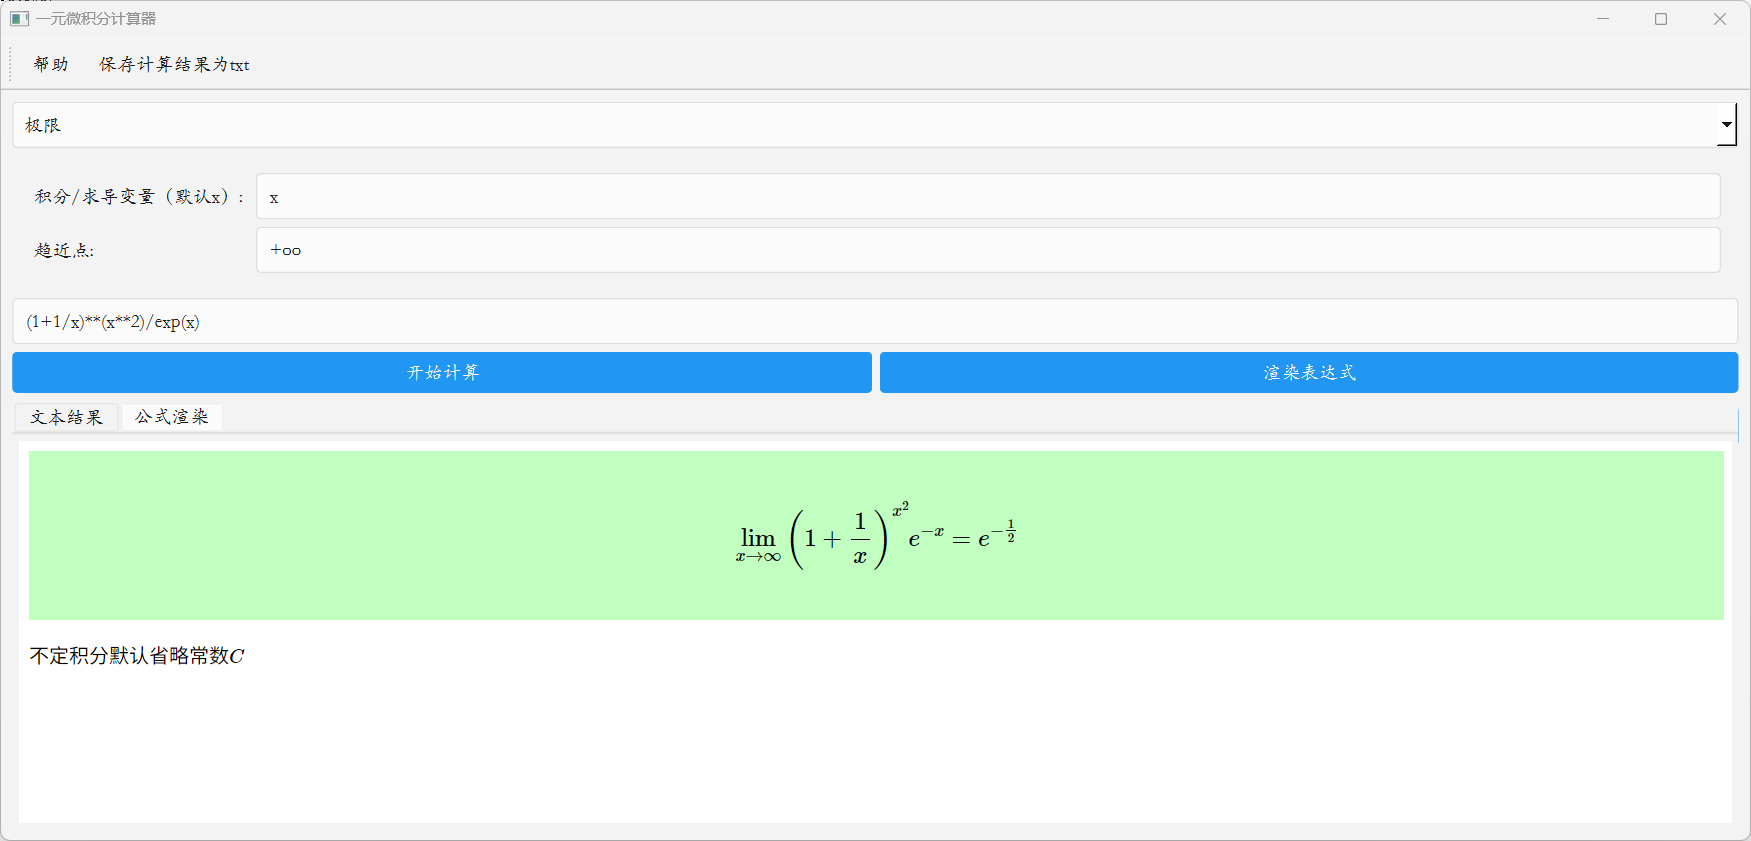 一元微积分计算器
帮助 保存计算结果为txt
极限
积分/求导变量（默认x）: x
趋近点: +oo
(1+1/x)**(x**2)/exp(x)
开始计算 渲染表达式
文本结果 公式渲染
\lim_{x \to \infty} \left(1 + \frac{1}{x}\right)^{x^2} e^{-x} = e^{-\frac{1}{2}}
不定积分默认省略常数C